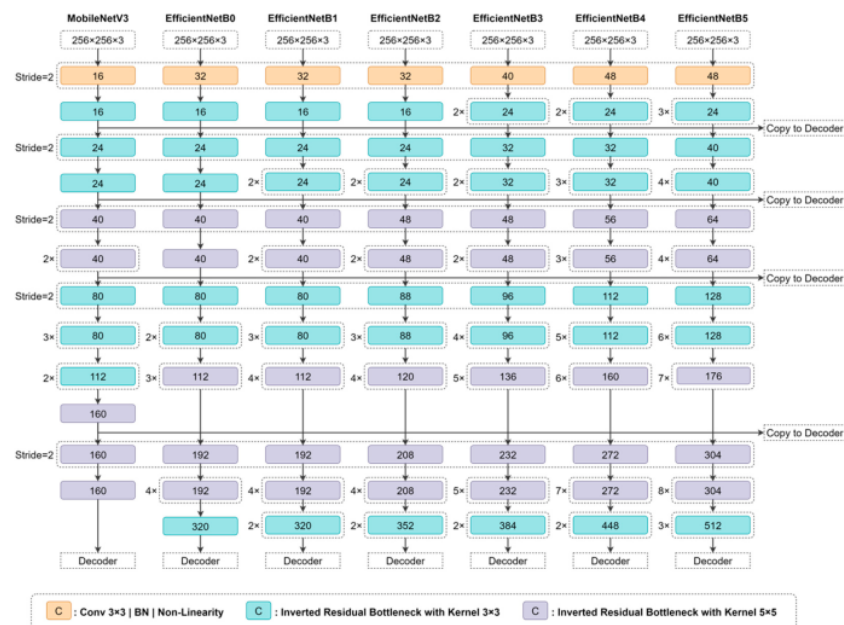 MobileNetV3 EfficientNetB0 EfficientNetB1 EfficientNetB2 EfficientNetB3 EfficientNetB4 EfficientNetB5
256×256×3 256×256×3 256×256×3 256×256×3 256×256×3 256×256×3 256×256×3
Stride=2 16 32 32 32 40 48 48
16 16 16 16 2× 24 2× 24 3× 24
Copy to Decoder
Stride=2 24 24 24 24 32 32 40
24 24 2× 24 2× 24 2× 32 3× 32 4× 40
Copy to Decoder
Stride=2 40 40 40 48 48 56 64
2× 40 40 2× 40 2× 48 2× 48 3× 56 4× 64
Copy to Decoder
Stride=2 80 80 80 88 96 112 128
3× 80 2× 80 3× 80 3× 88 4× 96 5× 112 6× 128
2× 112 3× 112 4× 112 4× 120 5× 136 6× 160 7× 176
160
Copy to Decoder
Stride=2 160 192 192 208 232 272 304
160 4× 192 4× 192 4× 208 5× 232 7× 272 8× 304
320 2× 320 2× 352 2× 384 2× 448 3× 512
Decoder Decoder Decoder Decoder Decoder Decoder Decoder
C : Conv 3×3 | BN | Non-Linearity C : Inverted Residual Bottleneck with Kernel 3×3 C : Inverted Residual Bottleneck with Kernel 5×5